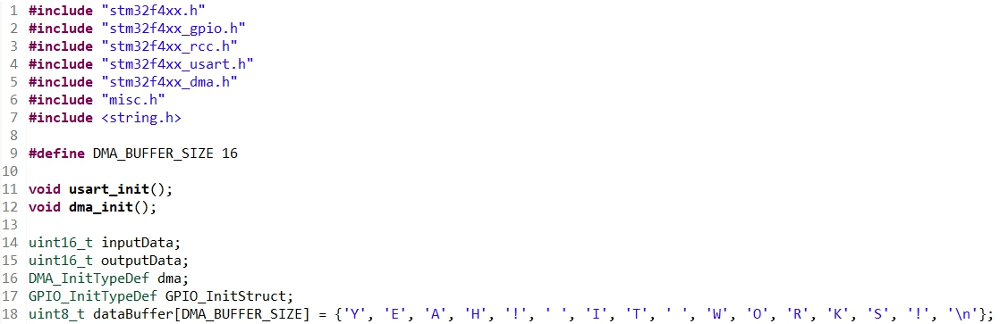 1 #include "stm32f4xx.h"
2 #include "stm32f4xx_gpio.h"
3 #include "stm32f4xx_rcc.h"
4 #include "stm32f4xx_usart.h"
5 #include "stm32f4xx_dma.h"
6 #include "misc.h"
7 #include <string.h>
8
9 #define DMA_BUFFER_SIZE 16
10
11 void usart_init();
12 void dma_init();
13
14 uint16_t inputData;
15 uint16_t outputData;
16 DMA_InitTypeDef dma;
17 GPIO_InitTypeDef GPIO_InitStruct;
18 uint8_t dataBuffer[DMA_BUFFER_SIZE] = {'Y', 'E', 'A', 'H', '!', ' ', 'I', 'T', ' ', 'W', 'O', 'R', 'K', 'S', '!', '\n'};